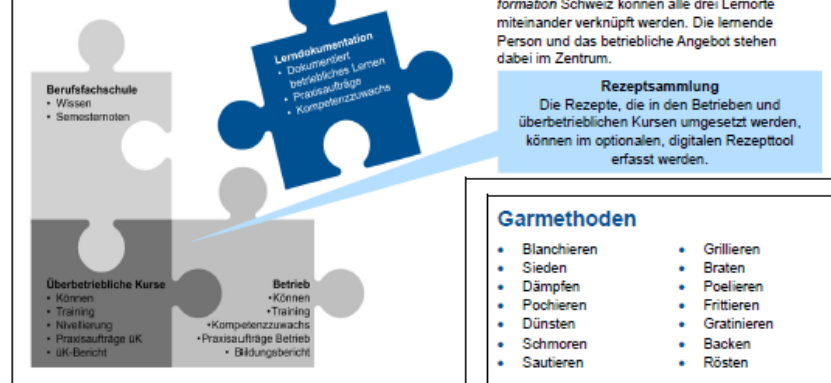 formation Schweiz können alle drei Lernorte
miteinander verknüpft werden. Die lernende
Person und das betriebliche Angebot stehen
dabei im Zentrum.
Lerndokumentation
• Dokumentiert
betriebliches Lernen
• Praxisaufträge
• Kompetenzzuwachs
Berufsfachschule
• Wissen
• Semesternoten
Rezeptsammlung
Die Rezepte, die in den Betrieben und
überbetrieblichen Kursen umgesetzt werden,
können im optionalen, digitalen Rezepttool
erfasst werden.
Überbetriebliche Kurse
• Können
• Training
• Nivellierung
• Praxisaufträge üK
• üK-Bericht
Betrieb
•Können
•Training
•Kompetenzzuwachs
•Praxisaufträge Betrieb
• Bildungsbericht
Garmethoden
• Blanchieren
• Sieden
• Dämpfen
• Pochieren
• Dünsten
• Schmoren
• Sautieren
• Grillieren
• Braten
• Poelieren
• Frittieren
• Gratinieren
• Backen
• Rösten